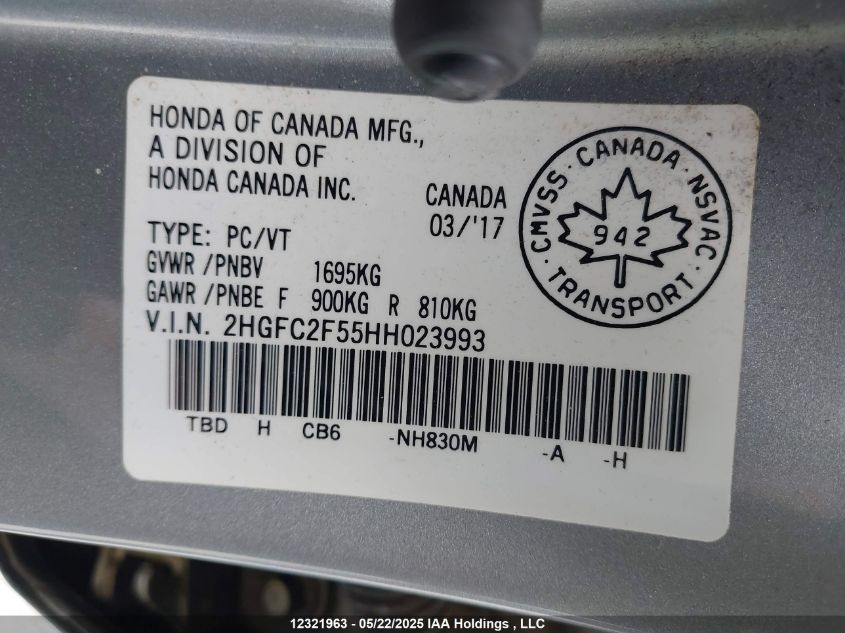 HONDA OF CANADA MFG.,
A DIVISION OF
HONDA CANADA INC.
CANADA
03/'17
TYPE: PC/VT
GVWR /PNBV 1695KG
GAWR /PNBE F 900KG R 810KG
V.I.N. 2HGFC2F55HH023993
TBD H CB6 -NH830M -A -H
CMVSS · CANADA · NSVAC · TRANSPORT ·
942
12321963 - 05/22/2025 IAA Holdings , LLC